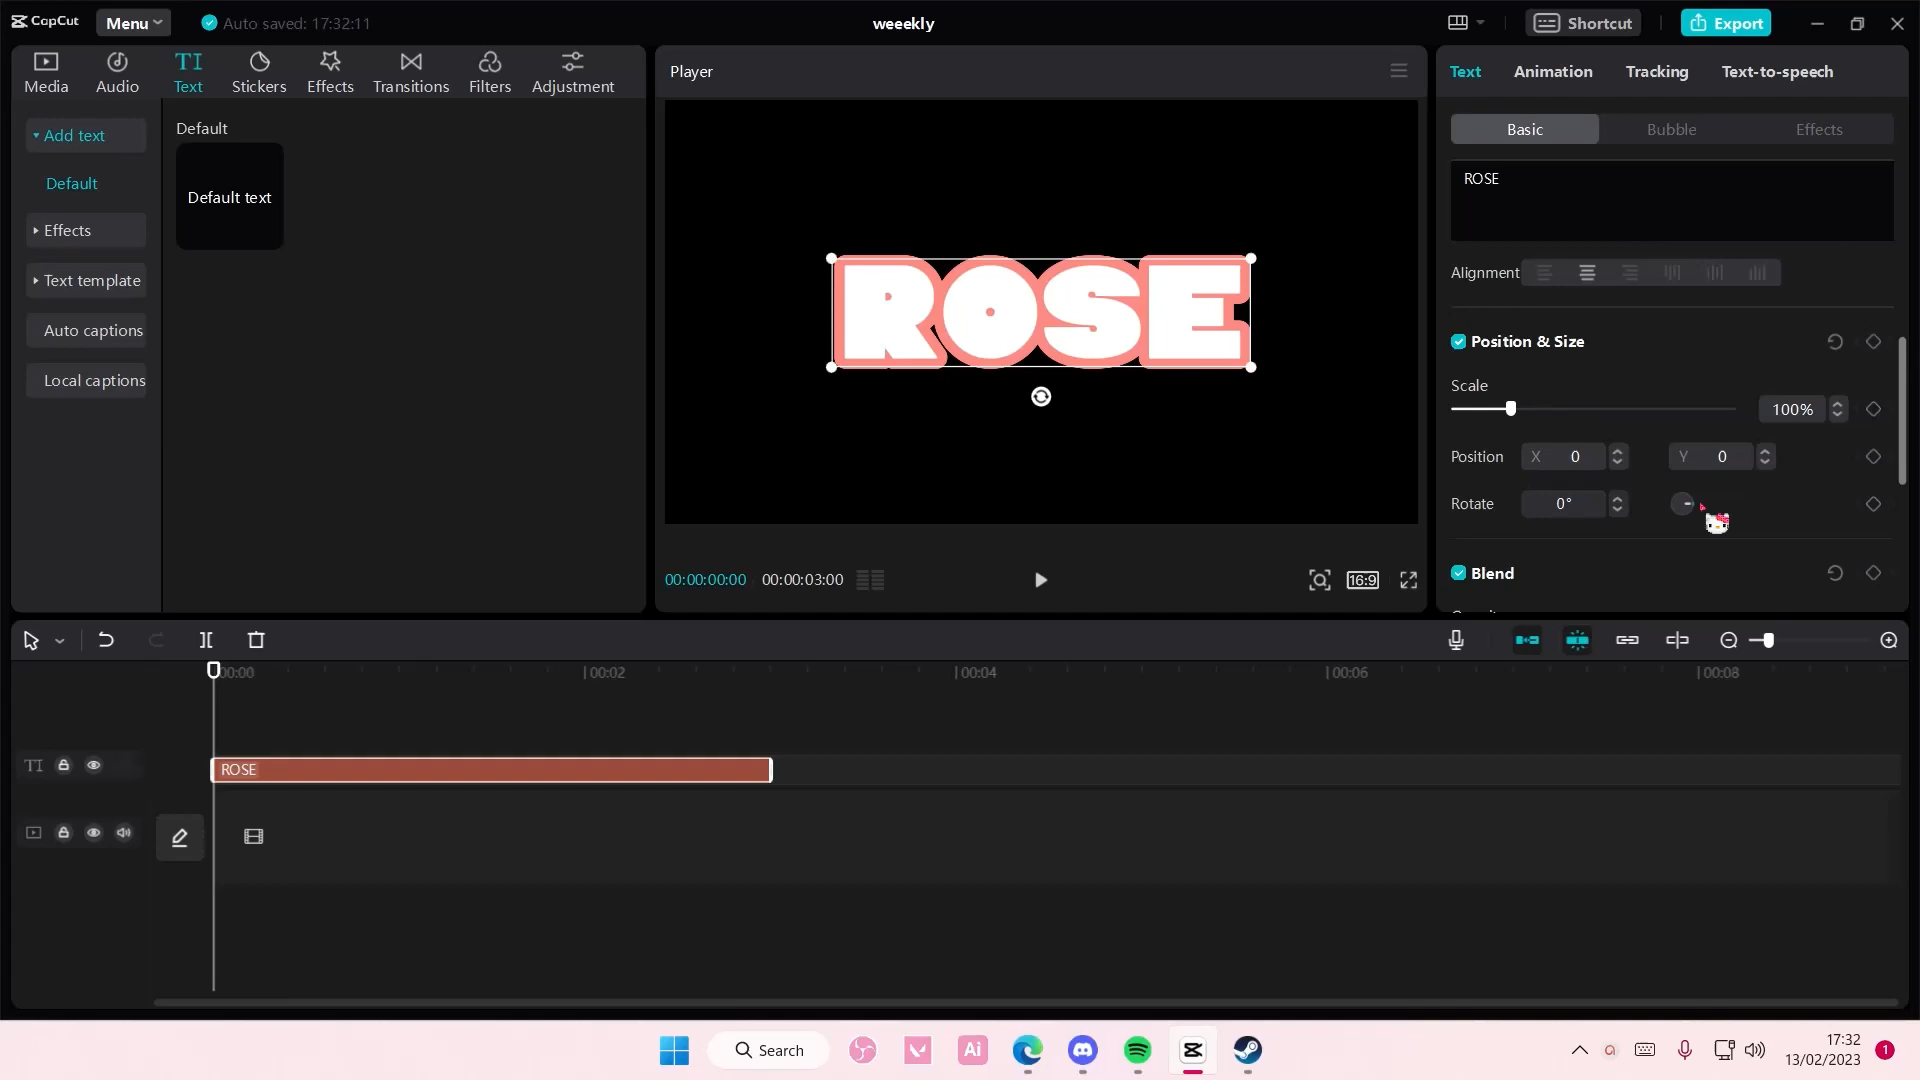 CapCut
Menu
Auto saved: 17:32:11
weeekly
Shortcut
Export
Media
Audio
TI
Text
Stickers
Effects
Transitions
Filters
Adjustment
Add text
Default
Effects
Text template
Auto captions
Local captions
Default
Default text
Player
ROSE
00:00:00:00
00:00:03:00
16:9
Text
Animation
Tracking
Text-to-speech
Basic
Bubble
Effects
ROSE
Alignment
Position & Size
Scale
100%
Position
X 0
Y 0
Rotate
0°
Blend
00:00
00:02
00:04
00:06
00:08
TI
ROSE
Search
Ai
17:32
13/02/2023
1